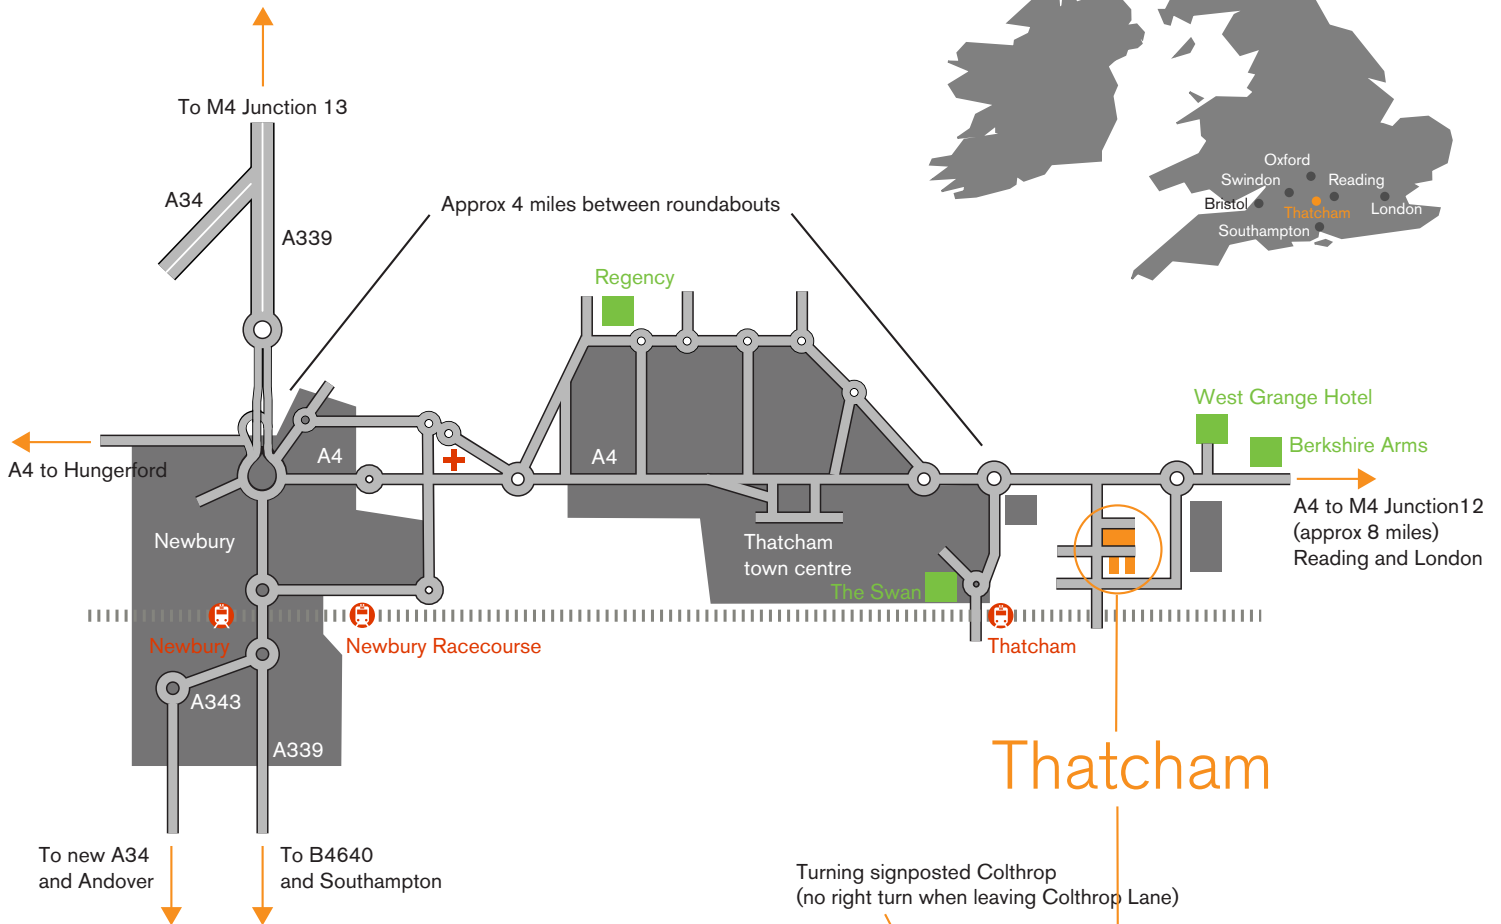 To M4 Junction 13
A34
A339
Approx 4 miles between roundabouts
Oxford
Swindon
Reading
Bristol
Thatcham
London
Southampton
Regency
West Grange Hotel
Berkshire Arms
A4 to Hungerford
A4
A4
A4 to M4 Junction12
(approx 8 miles)
Reading and London
Newbury
Thatcham
town centre
The Swan
Newbury
Newbury Racecourse
Thatcham
A343
A339
Thatcham
To new A34
and Andover
To B4640
and Southampton
Turning signposted Colthrop
(no right turn when leaving Colthrop Lane)